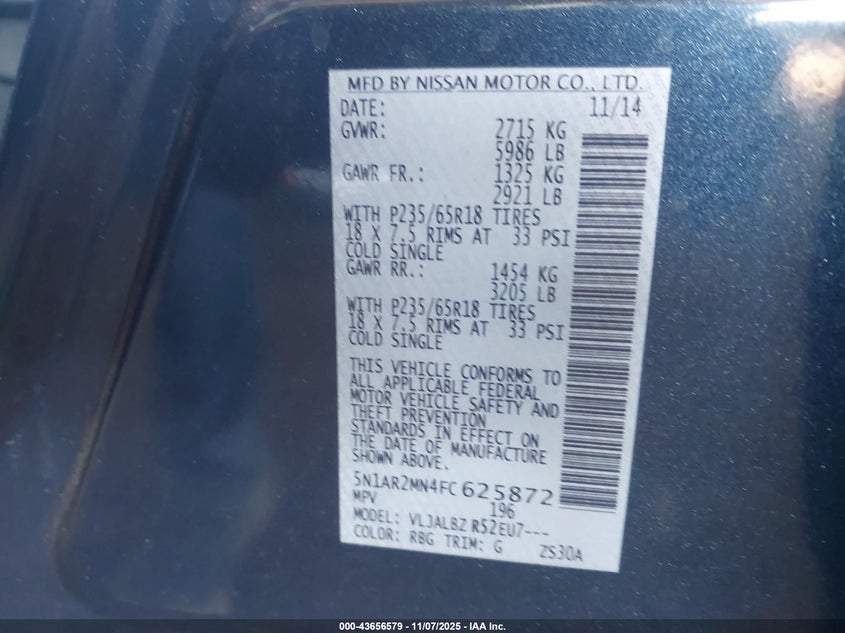 MFD BY NISSAN MOTOR CO., LTD.
DATE: 11/14
GVWR: 2715 KG
5986 LB
GAWR FR.: 1325 KG
2921 LB
WITH P235/65R18 TIRES
18 X 7.5 RIMS AT 33 PSI
COLD SINGLE
GAWR RR.: 1454 KG
3205 LB
WITH P235/65R18 TIRES
18 X 7.5 RIMS AT 33 PSI
COLD SINGLE
THIS VEHICLE CONFORMS TO
ALL APPLICABLE FEDERAL
MOTOR VEHICLE SAFETY AND
THEFT PREVENTION
STANDARDS IN EFFECT ON
THE DATE OF MANUFACTURE
SHOWN ABOVE.
5N1AR2MN4FC625872
MPV 196
MODEL: VLJALBZ R52EU7---
COLOR: RBG TRIM: G ZS30A
000-43656579 — 11/07/2025 — IAA Inc.